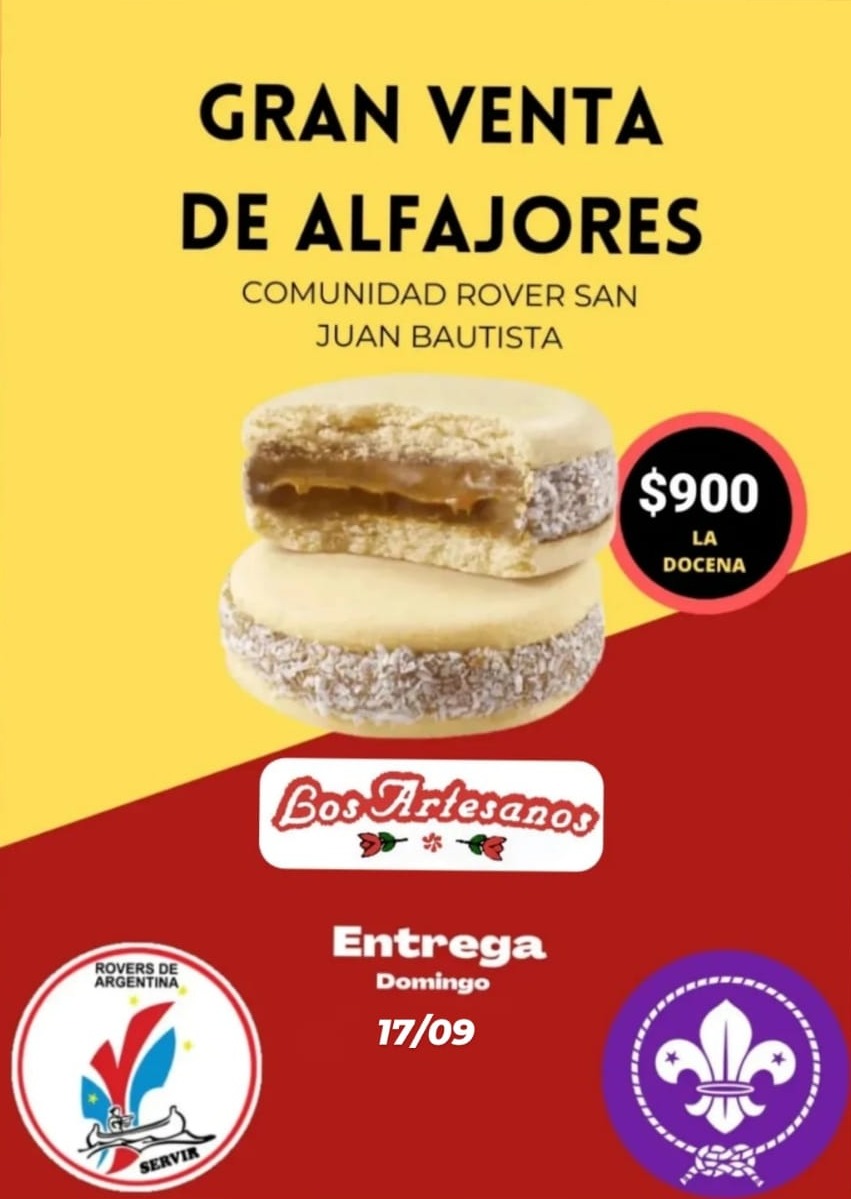 GRAN VENTA
DE ALFAJORES
COMUNIDAD ROVER SAN
JUAN BAUTISTA
$900
LA
DOCENA
Los Artesanos
Entrega
Domingo
17/09
ROVERS DE
ARGENTINA
SERVIR